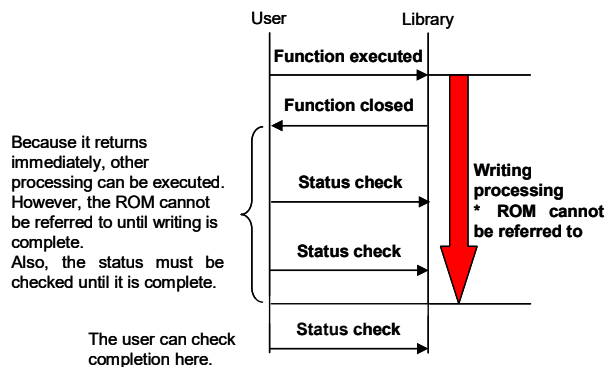 User
Library
Function executed
Function closed
Because it returns
immediately, other
processing can be executed.
However, the ROM cannot
be referred to until writing is
complete.
Also, the status must be
checked until it is complete.
Status check
Writing
processing
* ROM cannot
be referred to
Status check
The user can check
completion here.
Status check